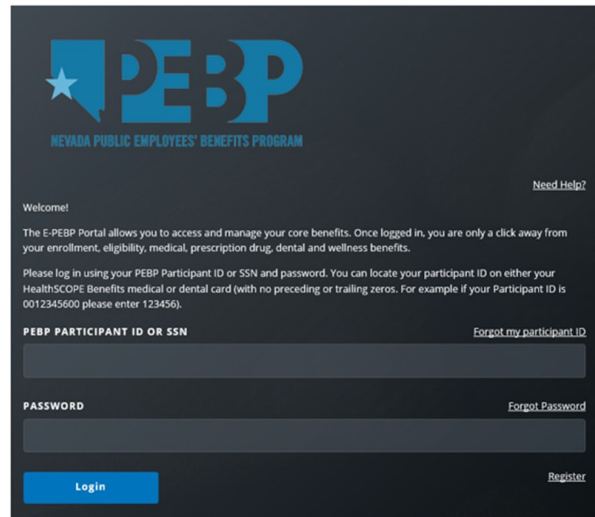 PEBP
NEVADA PUBLIC EMPLOYEES' BENEFITS PROGRAM
Need Help?
Welcome!
The E-PEBP Portal allows you to access and manage your core benefits. Once logged in, you are only a click away from
your enrollment, eligibility, medical, prescription drug, dental and wellness benefits.
Please log in using your PEBP Participant ID or SSN and password. You can locate your participant ID on either your
HealthSCOPE Benefits medical or dental card (with no preceding or trailing zeros. For example if your Participant ID is
0012345600 please enter 123456).
PEBP PARTICIPANT ID OR SSN
Forgot my participant ID
PASSWORD
Forgot Password
Login
Register